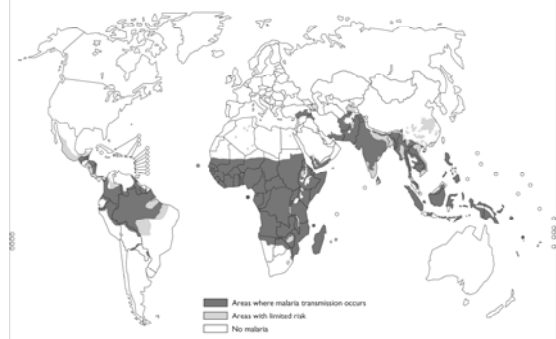 Areas where malaria transmission occurs
Areas with limited risk
No malaria